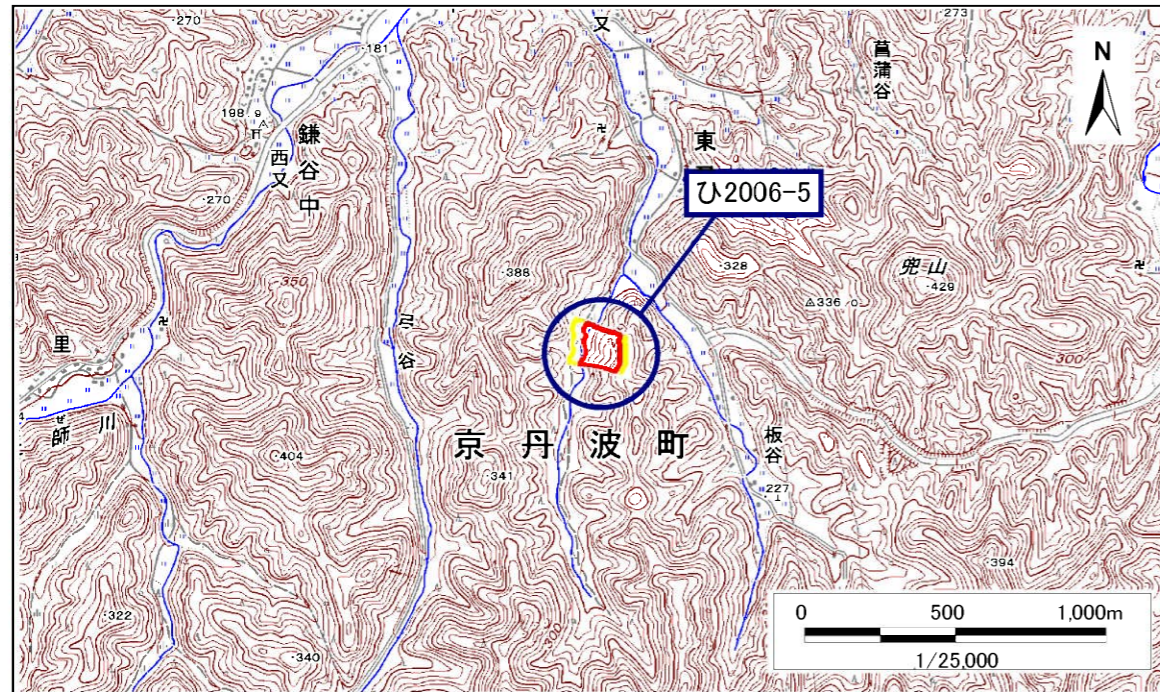 ·270
·181
又
·273
菖蒲谷
N
198.9
鎌谷中
西又
·270
東
ひ2006-5
·388
·328
兜山
·429
350
△336
弓谷
里
300
師川
京丹波町
·404
·341
板谷
227
·394
·322
·340
300
0 500 1,000m
1/25,000